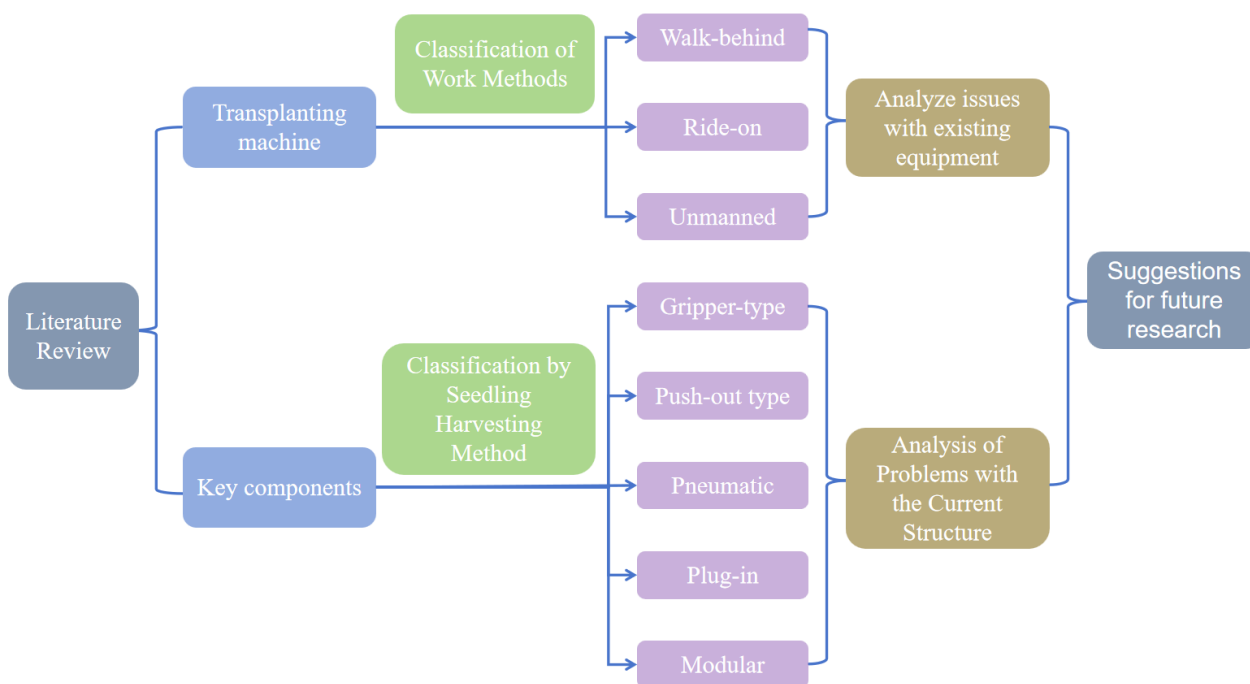 Literature
Review
Transplanting
machine
Key components
Classification of
Work Methods
Classification by
Seedling
Harvesting
Method
Walk-behind
Ride-on
Unmanned
Gripper-type
Push-out type
Pneumatic
Plug-in
Modular
Analyze issues
with existing
equipment
Analysis of
Problems with
the Current
Structure
Suggestions
for future
research